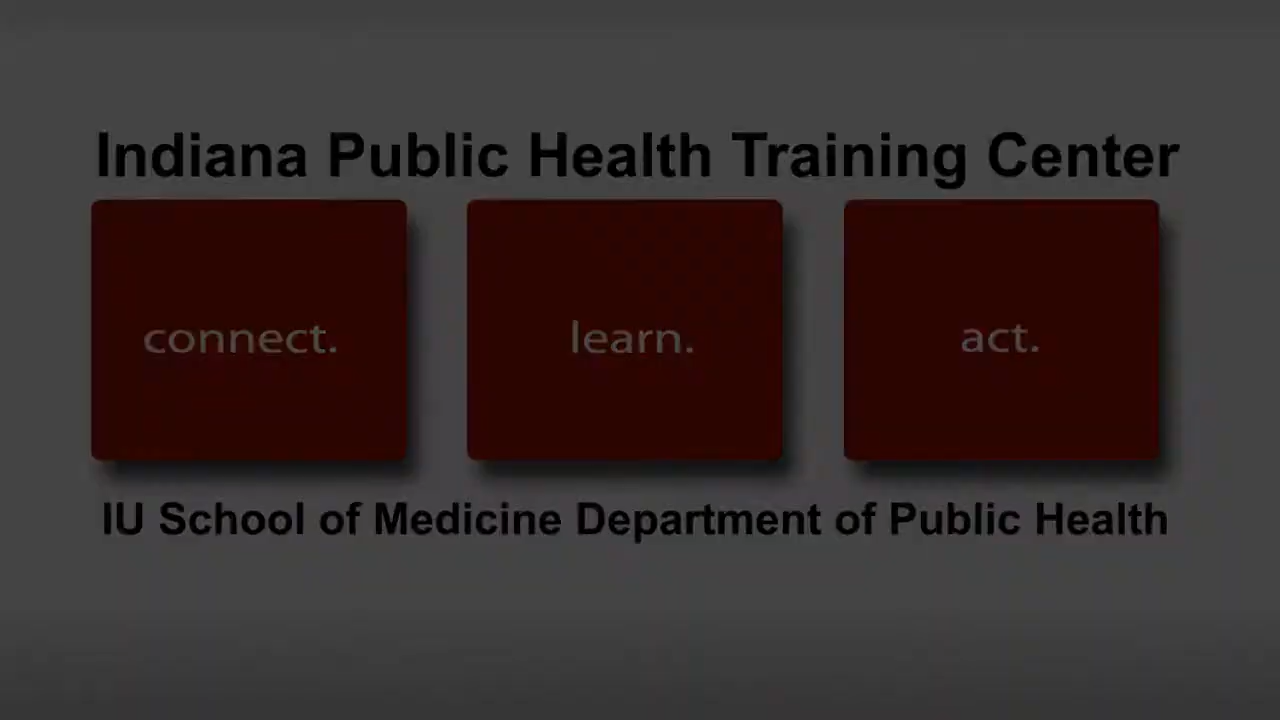 Indiana Public Health Training Center
connect. learn. act.
IU School of Medicine Department of Public Health